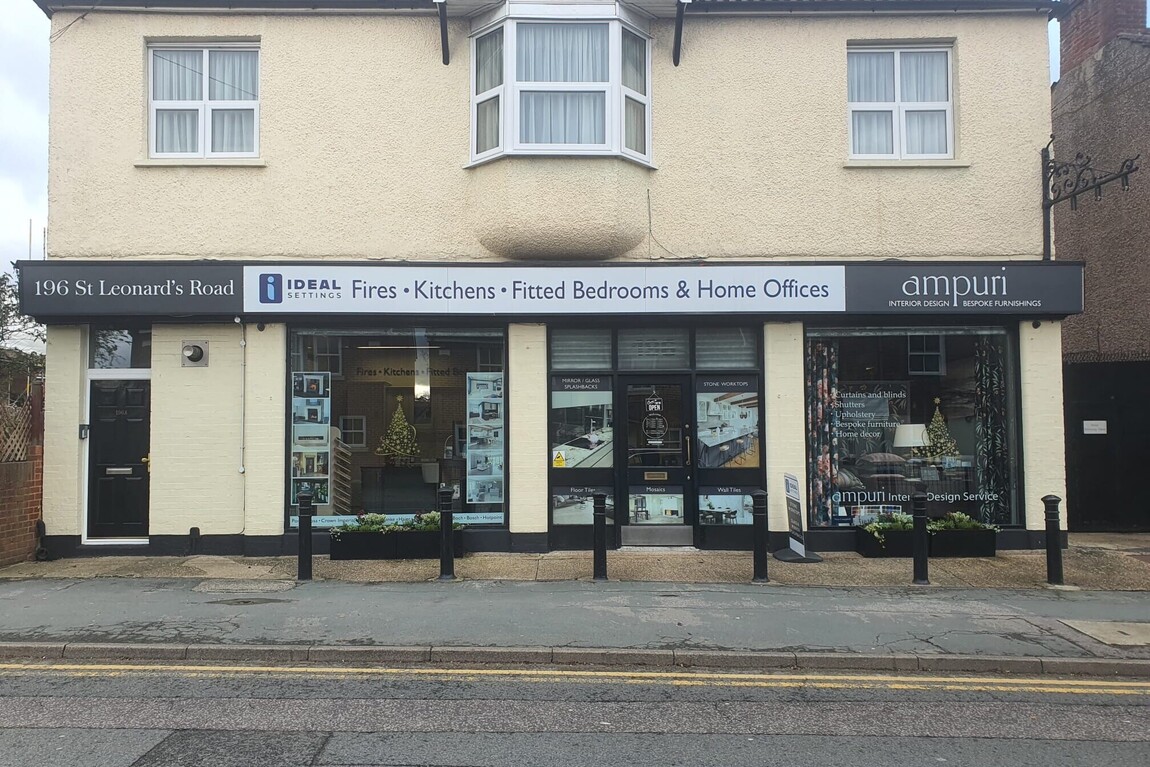 196 St Leonard's Road
i IDEAL SETTINGS
Fires • Kitchens • Fitted Bedrooms & Home Offices
ampuri
INTERIOR DESIGN | BESPOKE FURNISHINGS
Fires • Kitchens • Fitted
MIRROR / GLASS
SPLASHBACKS
OPEN
STONE WORKTOPS
Floor Tiles
Mosaics
Wall Tiles
Curtains and blinds
Shutters
Upholstery
Bespoke furniture
Home decor
ampuri Interior Design Service